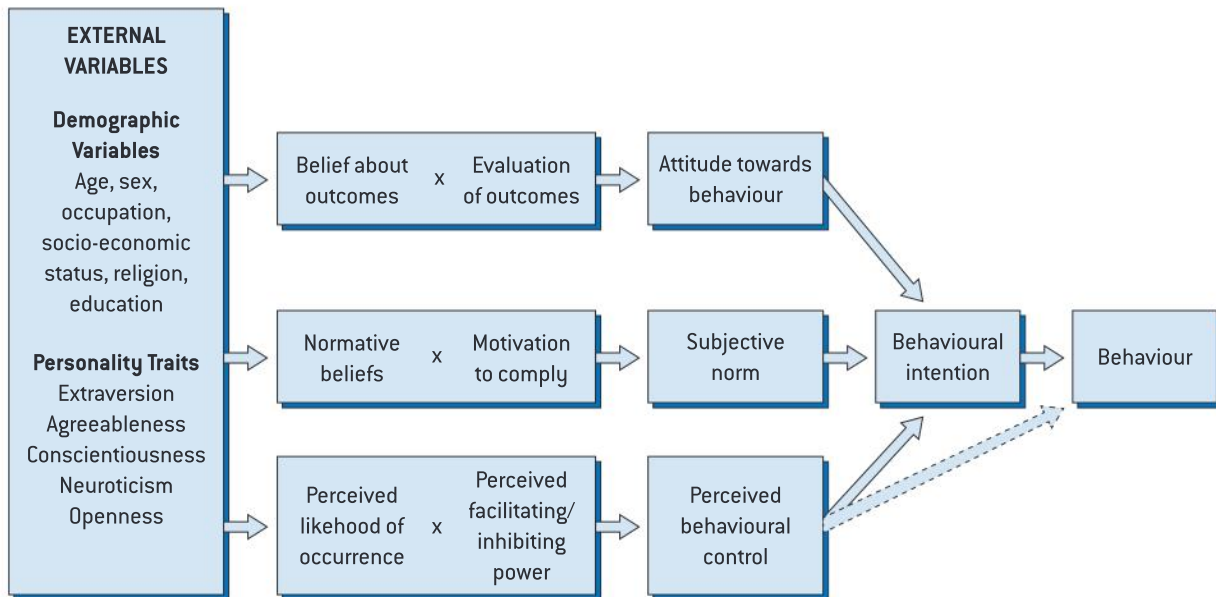 EXTERNAL
VARIABLES
Demographic
Variables
Age, sex,
occupation,
socio-economic
status, religion,
education
Personality Traits
Extraversion
Agreeableness
Conscientiousness
Neuroticism
Openness
Belief about
outcomes
x
Evaluation
of outcomes
Attitude towards
behaviour
Normative
beliefs
x
Motivation
to comply
Subjective
norm
Behavioural
intention
Behaviour
Perceived
likehood of
occurrence
x
Perceived
facilitating/
inhibiting
power
Perceived
behavioural
control